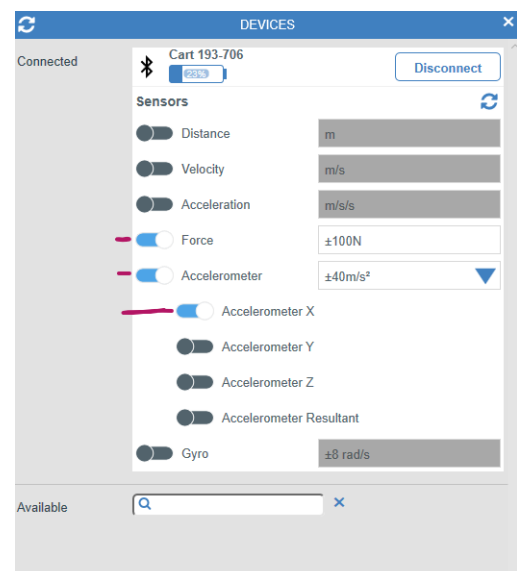 DEVICES
Connected
Cart 193-706
23%
Disconnect
Sensors
Distance m
Velocity m/s
Acceleration m/s/s
Force ±100N
Accelerometer ±40m/s²
Accelerometer X
Accelerometer Y
Accelerometer Z
Accelerometer Resultant
Gyro ±8 rad/s
Available